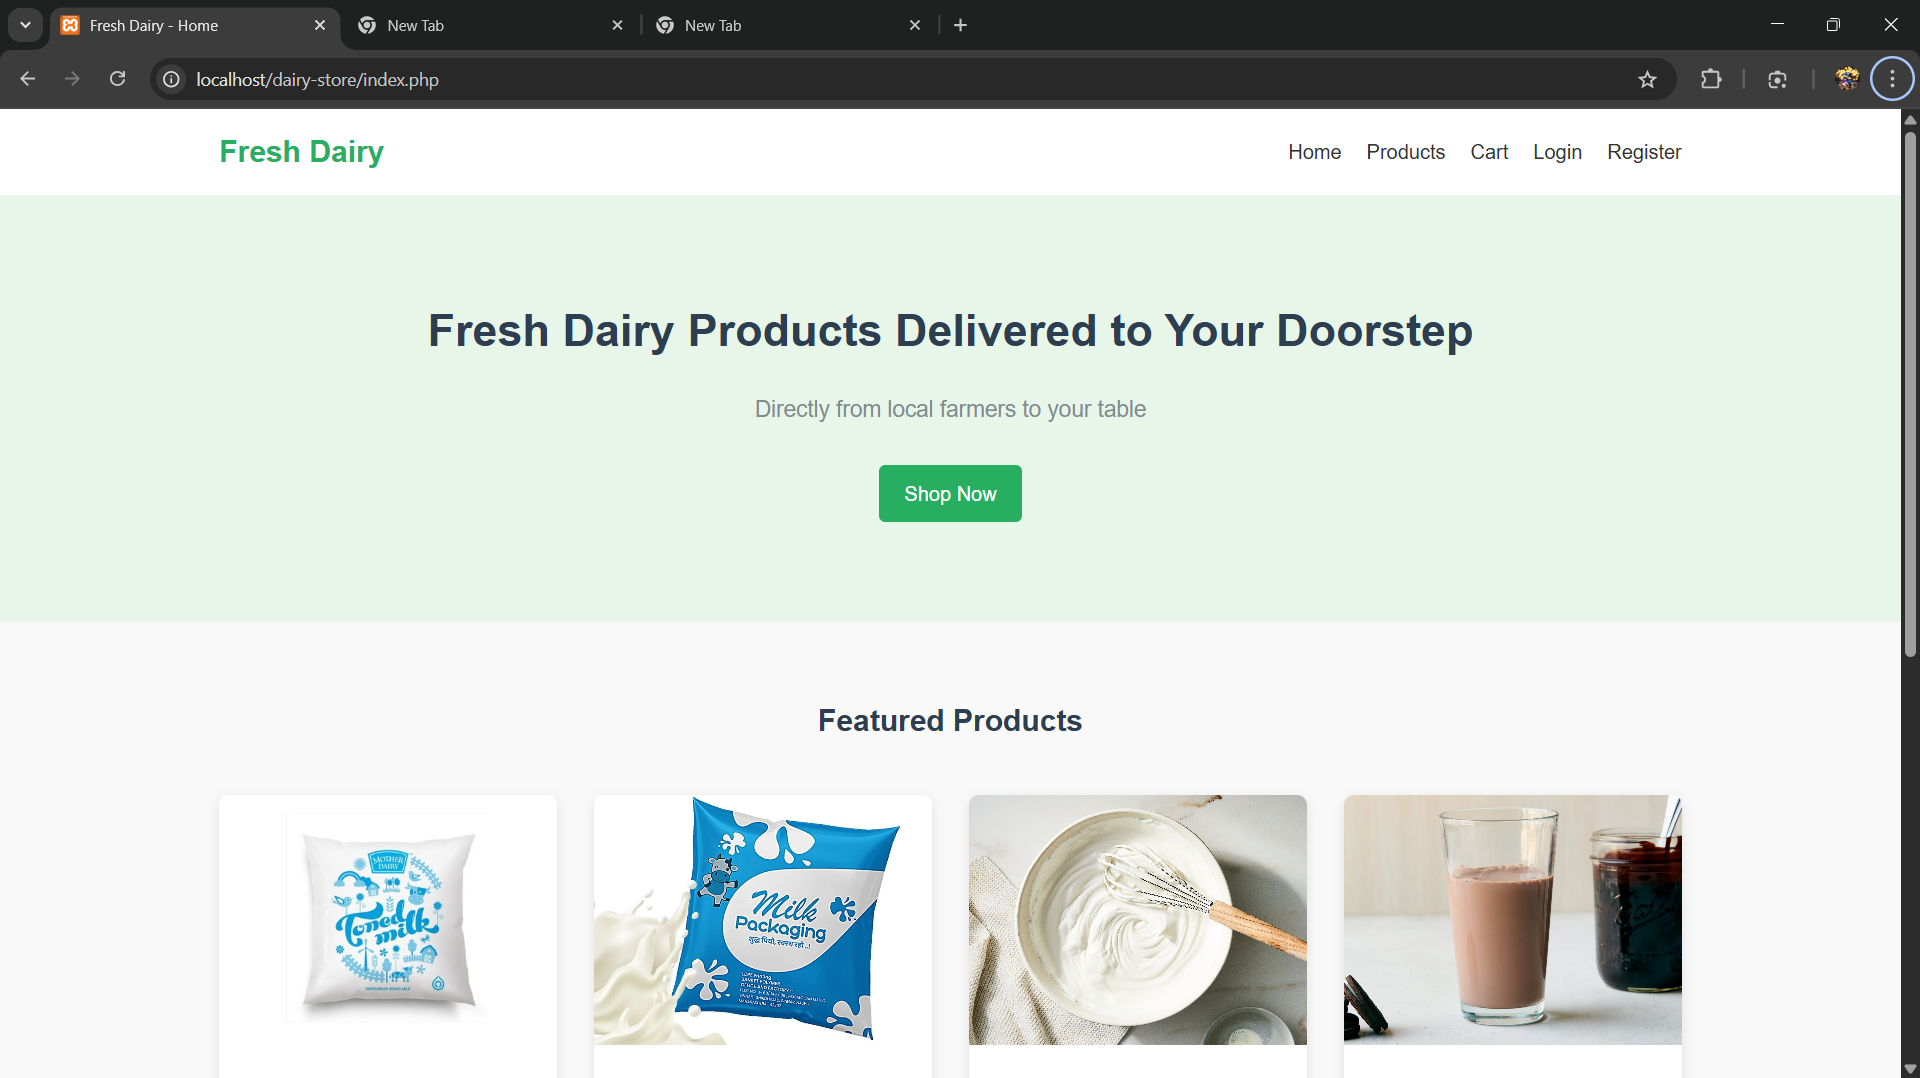 Fresh Dairy - Home
New Tab
New Tab
localhost/dairy-store/index.php
Fresh Dairy
Home Products Cart Login Register
Fresh Dairy Products Delivered to Your Doorstep
Directly from local farmers to your table
Shop Now
Featured Products
MOTHER DAIRY
Toned milk
Milk
Packaging
शुद्ध पियो, स्वस्थ रहो ..!